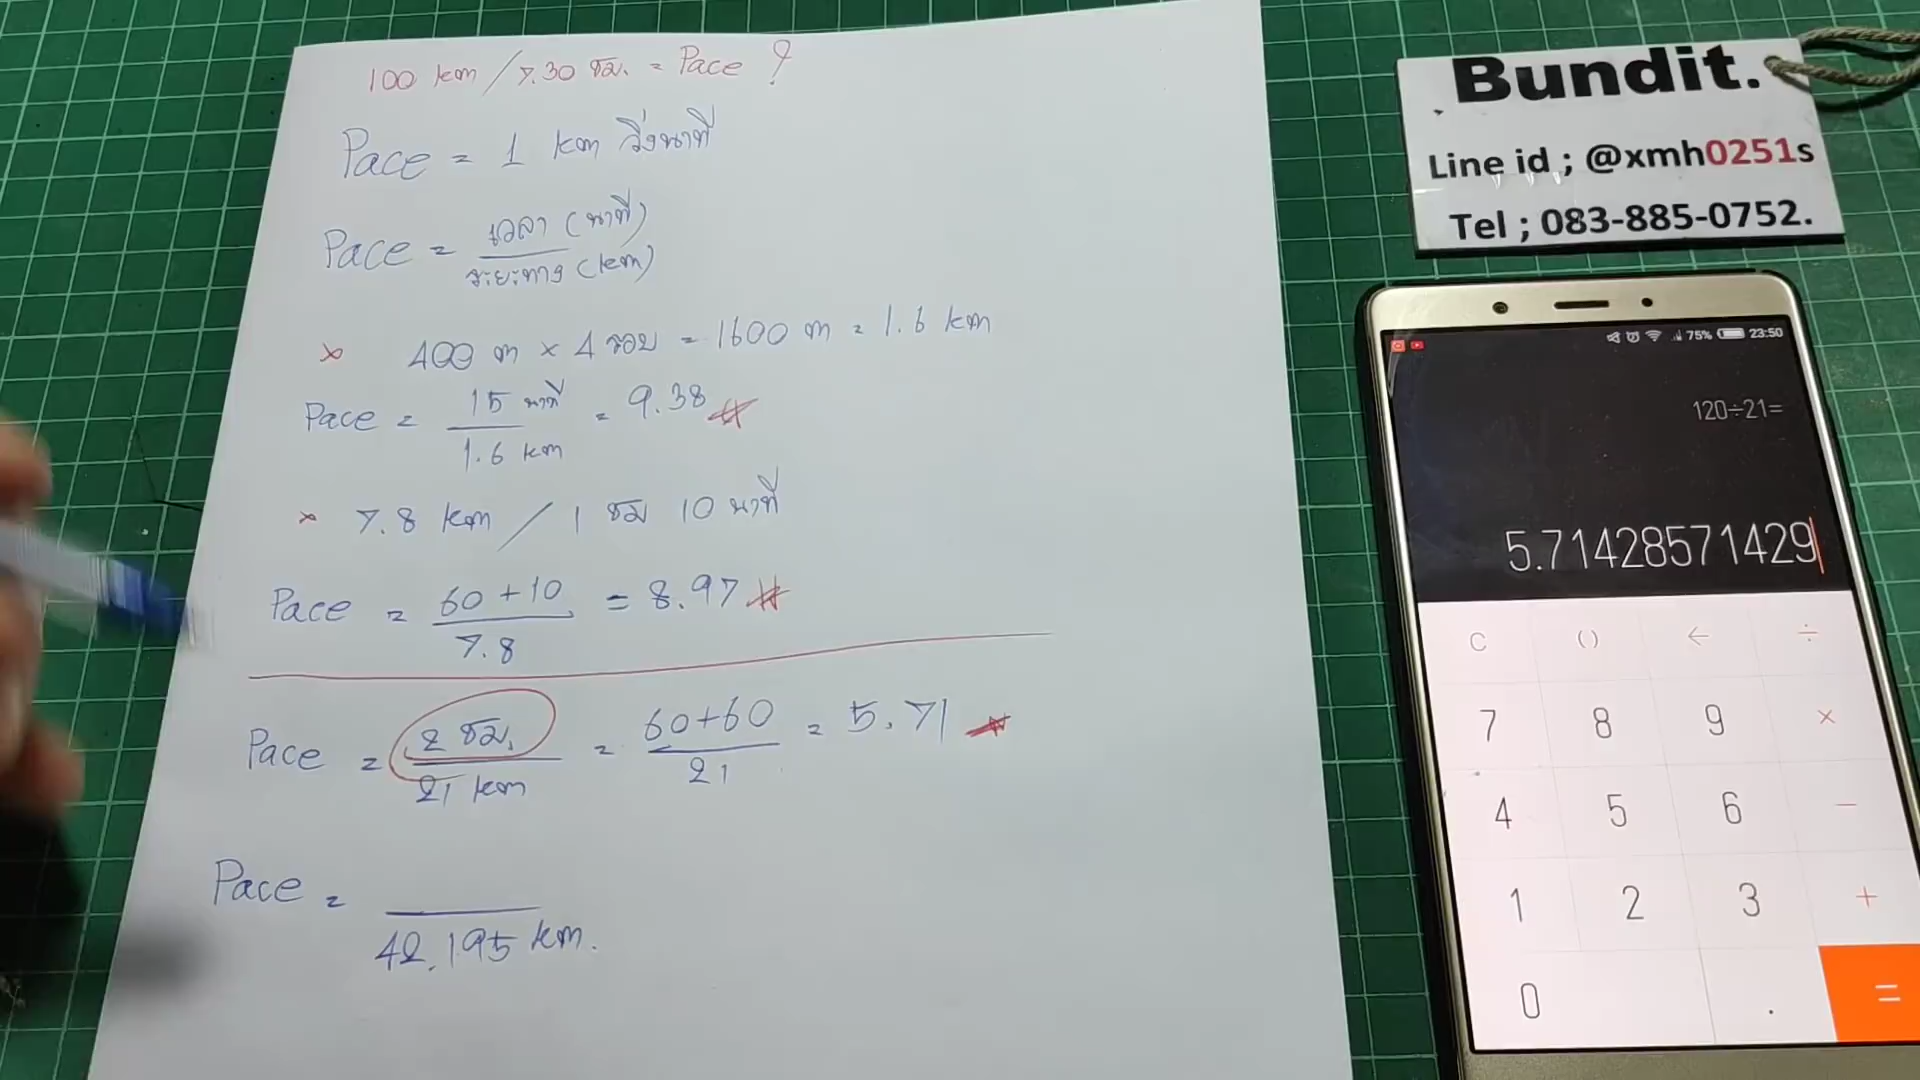 100 km / 7.30 ชม. = Pace ?
Pace = 1 km วิ่งนาที
Pace = เวลา (นาที)
ระยะทาง (km)
× 400 m × 4 รอบ = 1600 m = 1.6 km
Pace = 15 นาที = 9.38
1.6 km
× 7.8 km / 1 ชม 10 นาที
Pace = 60 + 10 = 8.97
7.8
Pace = 2 ชม. = 60+60 = 5.71
21 km 21
Pace =
42.195 km.
Bundit.
Line id ; @xmh0251s
Tel ; 083-885-0752.
75% 23:50
120÷21=
5.71428571429
C () ← ÷
7 8 9 ×
4 5 6 −
1 2 3 +
0 . =